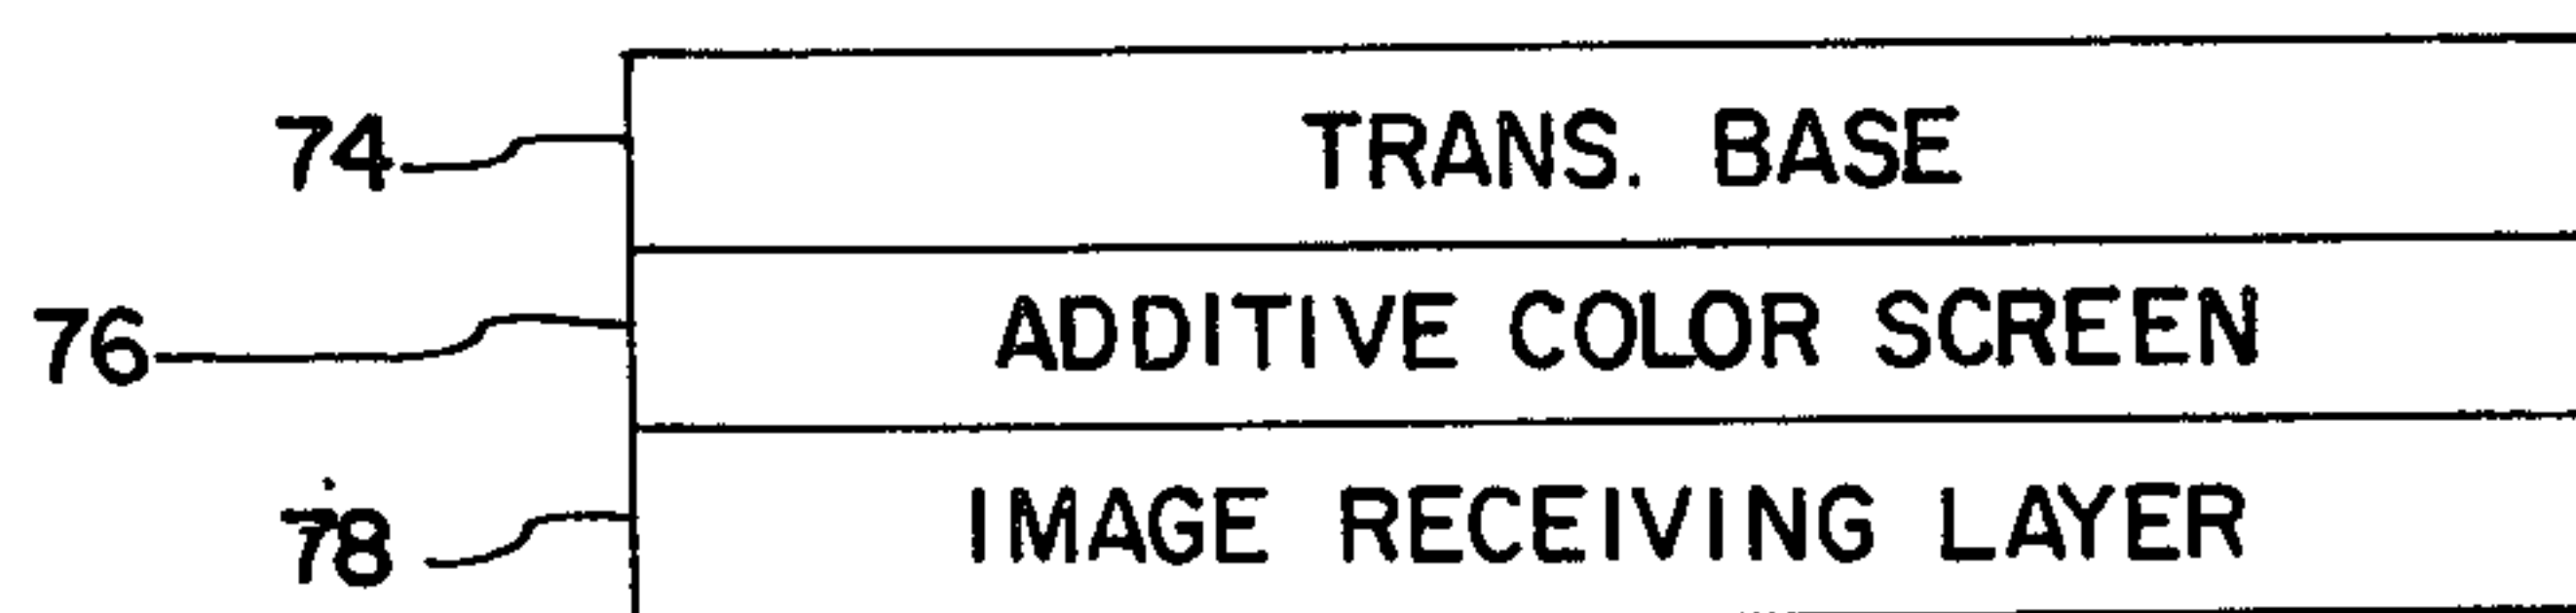 74 TRANS. BASE
76 ADDITIVE COLOR SCREEN
78 IMAGE RECEIVING LAYER